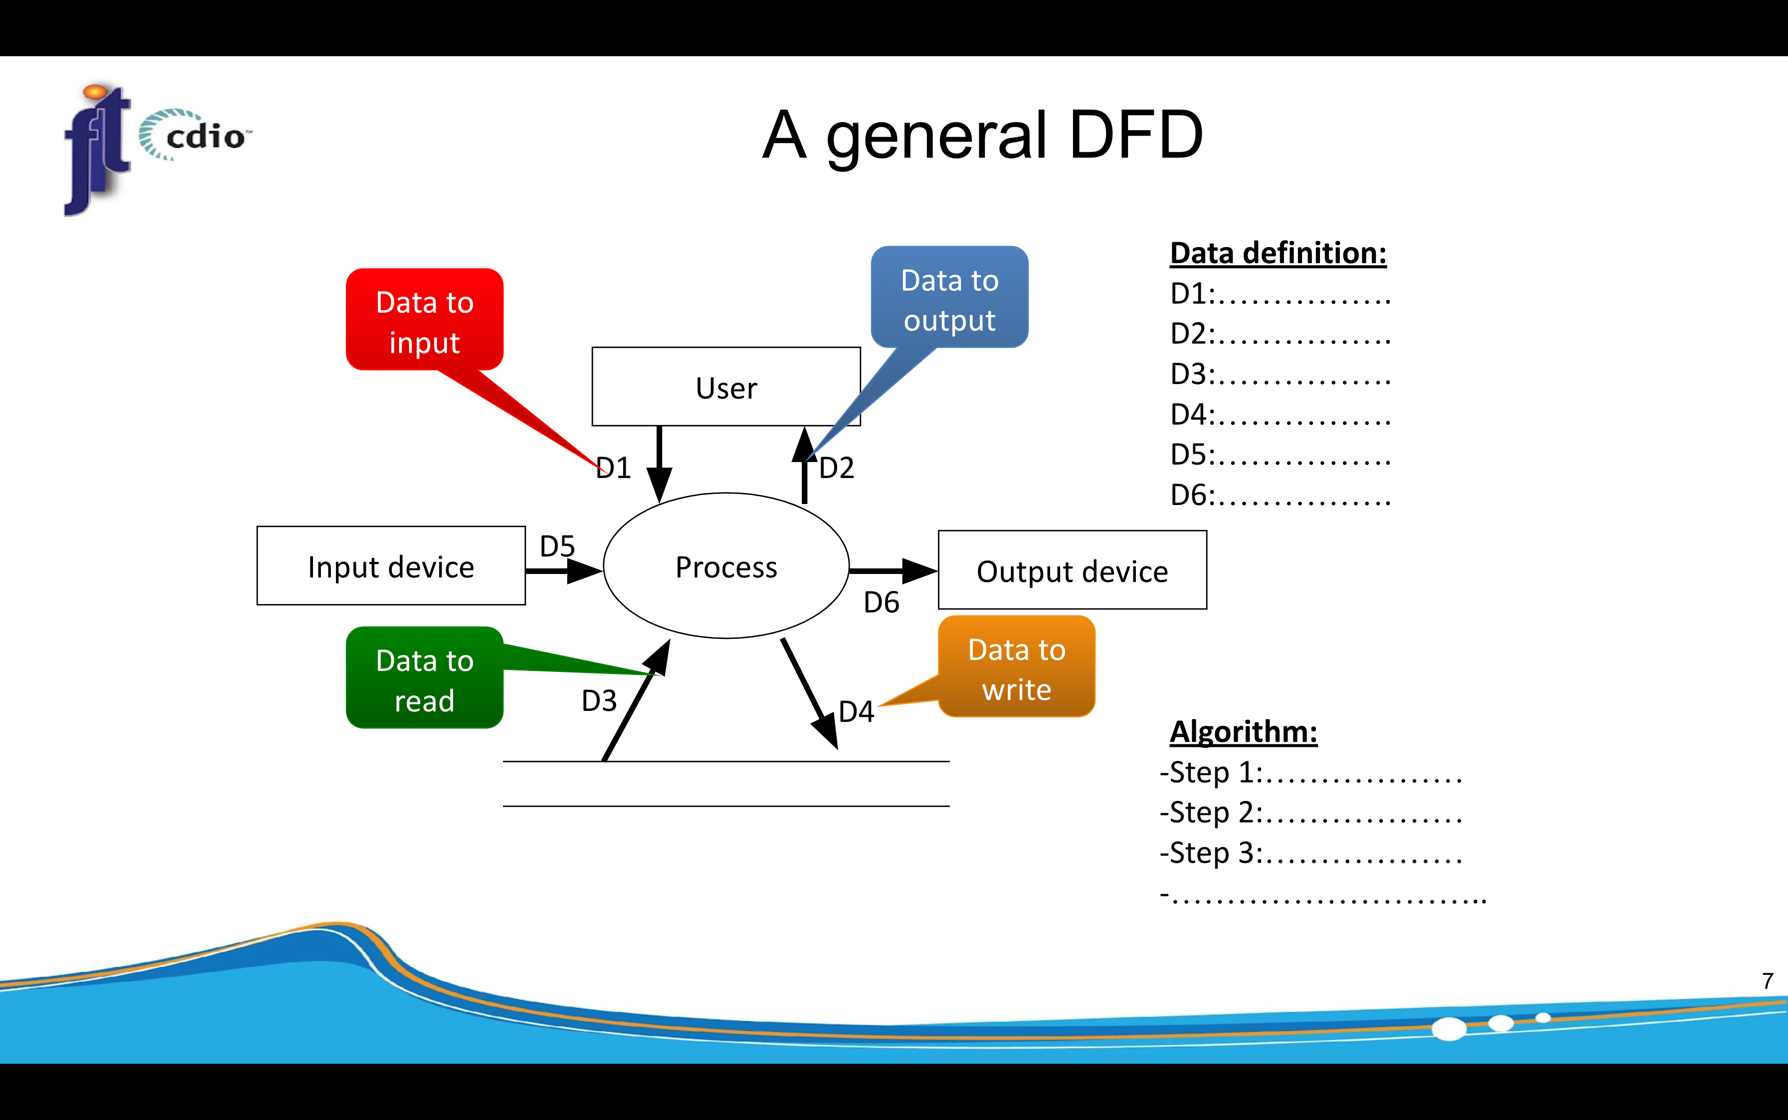 fit
cdio
A general DFD
Data to
input
Data to
output
User
D1
D2
Input device
D5
Process
D6
Output device
Data to
read
D3
D4
Data to
write
Data definition:
D1:................
D2:................
D3:................
D4:................
D5:................
D6:................
Algorithm:
-Step 1:..................
-Step 2:..................
-Step 3:..................
-.............................
7